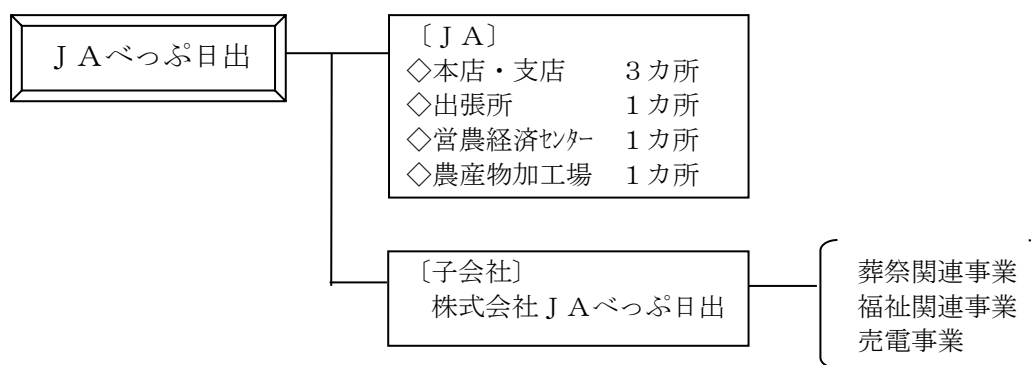 ＪＡべっぷ日出
〔ＪＡ〕
◇本店・支店　　３カ所
◇出張所　　　　１カ所
◇営農経済ｾﾝﾀｰ　１カ所
◇農産物加工場　１カ所
〔子会社〕
株式会社ＪＡべっぷ日出
葬祭関連事業
福祉関連事業
売電事業